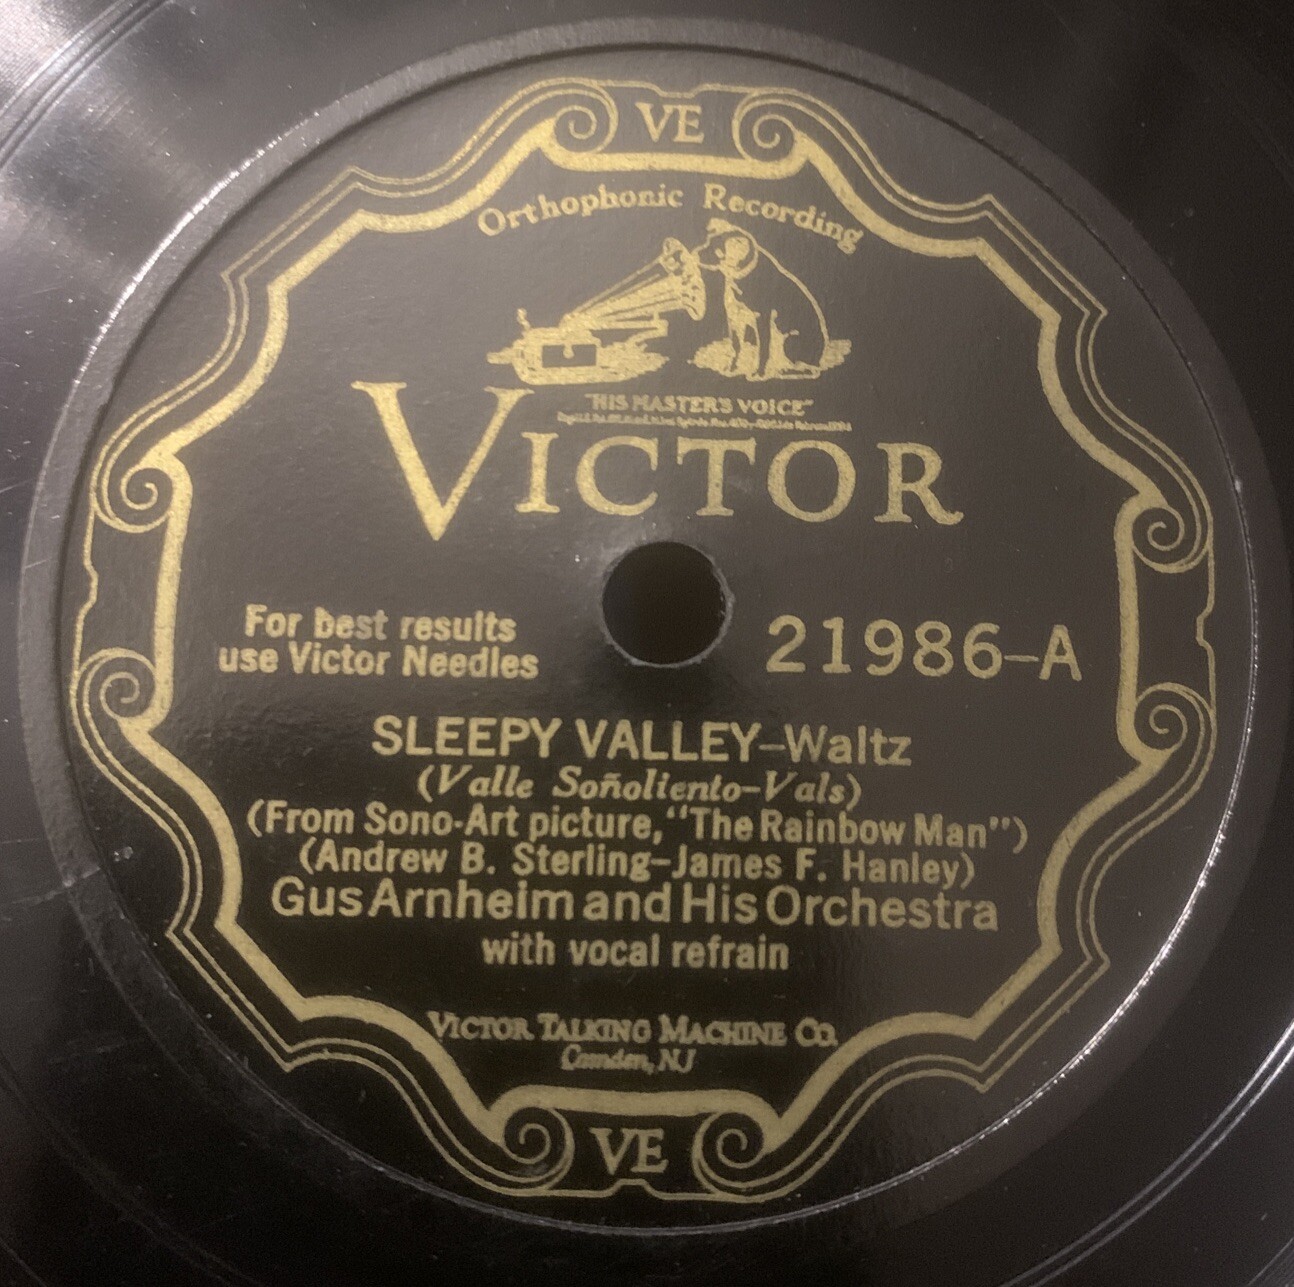 VE
Orthophonic Recording
"HIS MASTER'S VOICE"
VICTOR
For best results
use Victor Needles
21986-A
SLEEPY VALLEY-Waltz
(Valle Soñoliento-Vals)
(From Sono-Art picture, "The Rainbow Man")
(Andrew B. Sterling-James F. Hanley)
Gus Arnheim and His Orchestra
with vocal refrain
VICTOR TALKING MACHINE CO.
Camden, NJ
VE